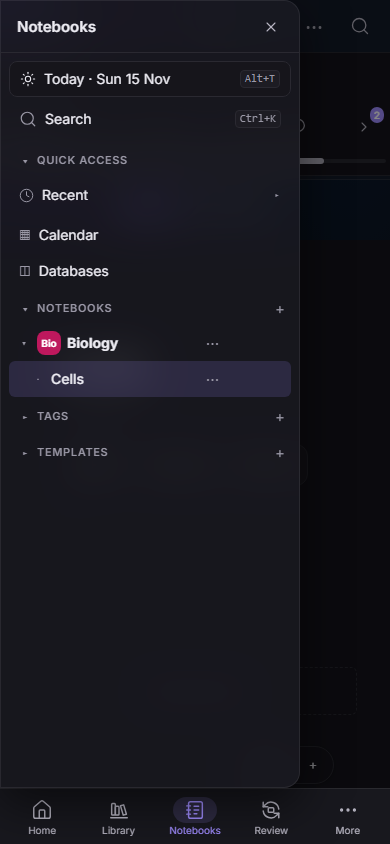 Notebooks
Today · Sun 15 Nov Alt+T
Search Ctrl+K
QUICK ACCESS
Recent
Calendar
Databases
NOTEBOOKS +
Bio Biology ...
Cells ...
TAGS +
TEMPLATES +
2
+
Home Library Notebooks Review More